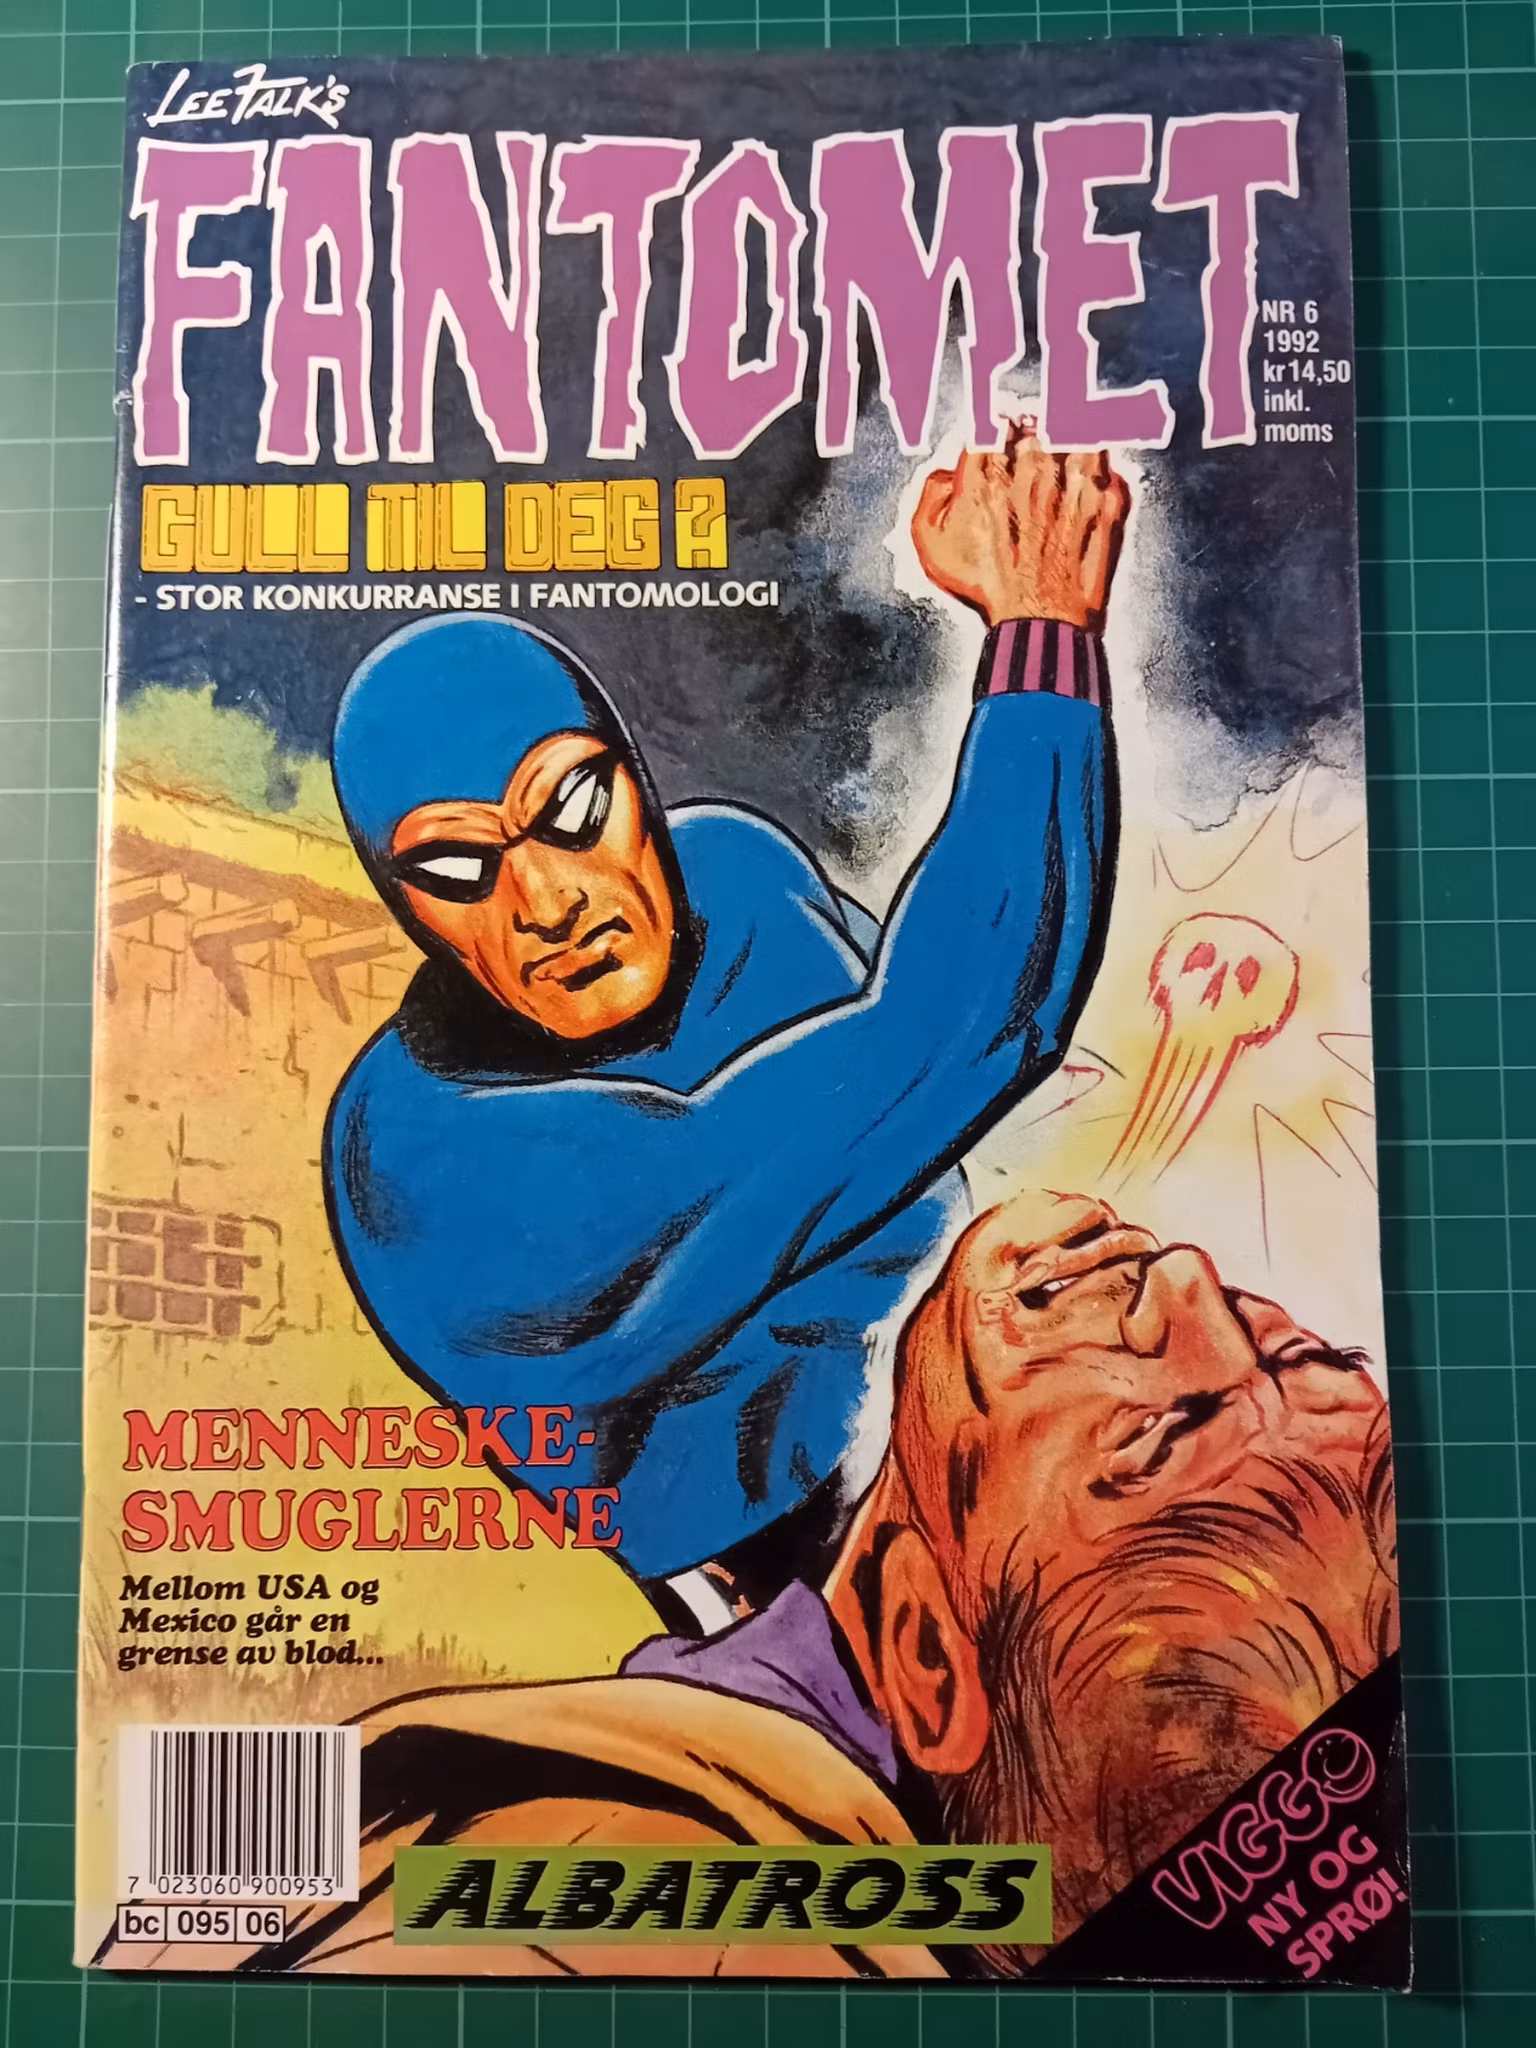 LEE FALK'S
FANTOMET
NR 6
1992
kr 14,50
inkl.
moms
GULL TIL DEG?
- STOR KONKURRANSE I FANTOMOLOGI
MENNESKE-
SMUGLERNE
Mellom USA og
Mexico går en
grense av blod...
7 023060 900953
bc 095 06
ALBATROSS
VIGGO
NY OG
SPRØ!